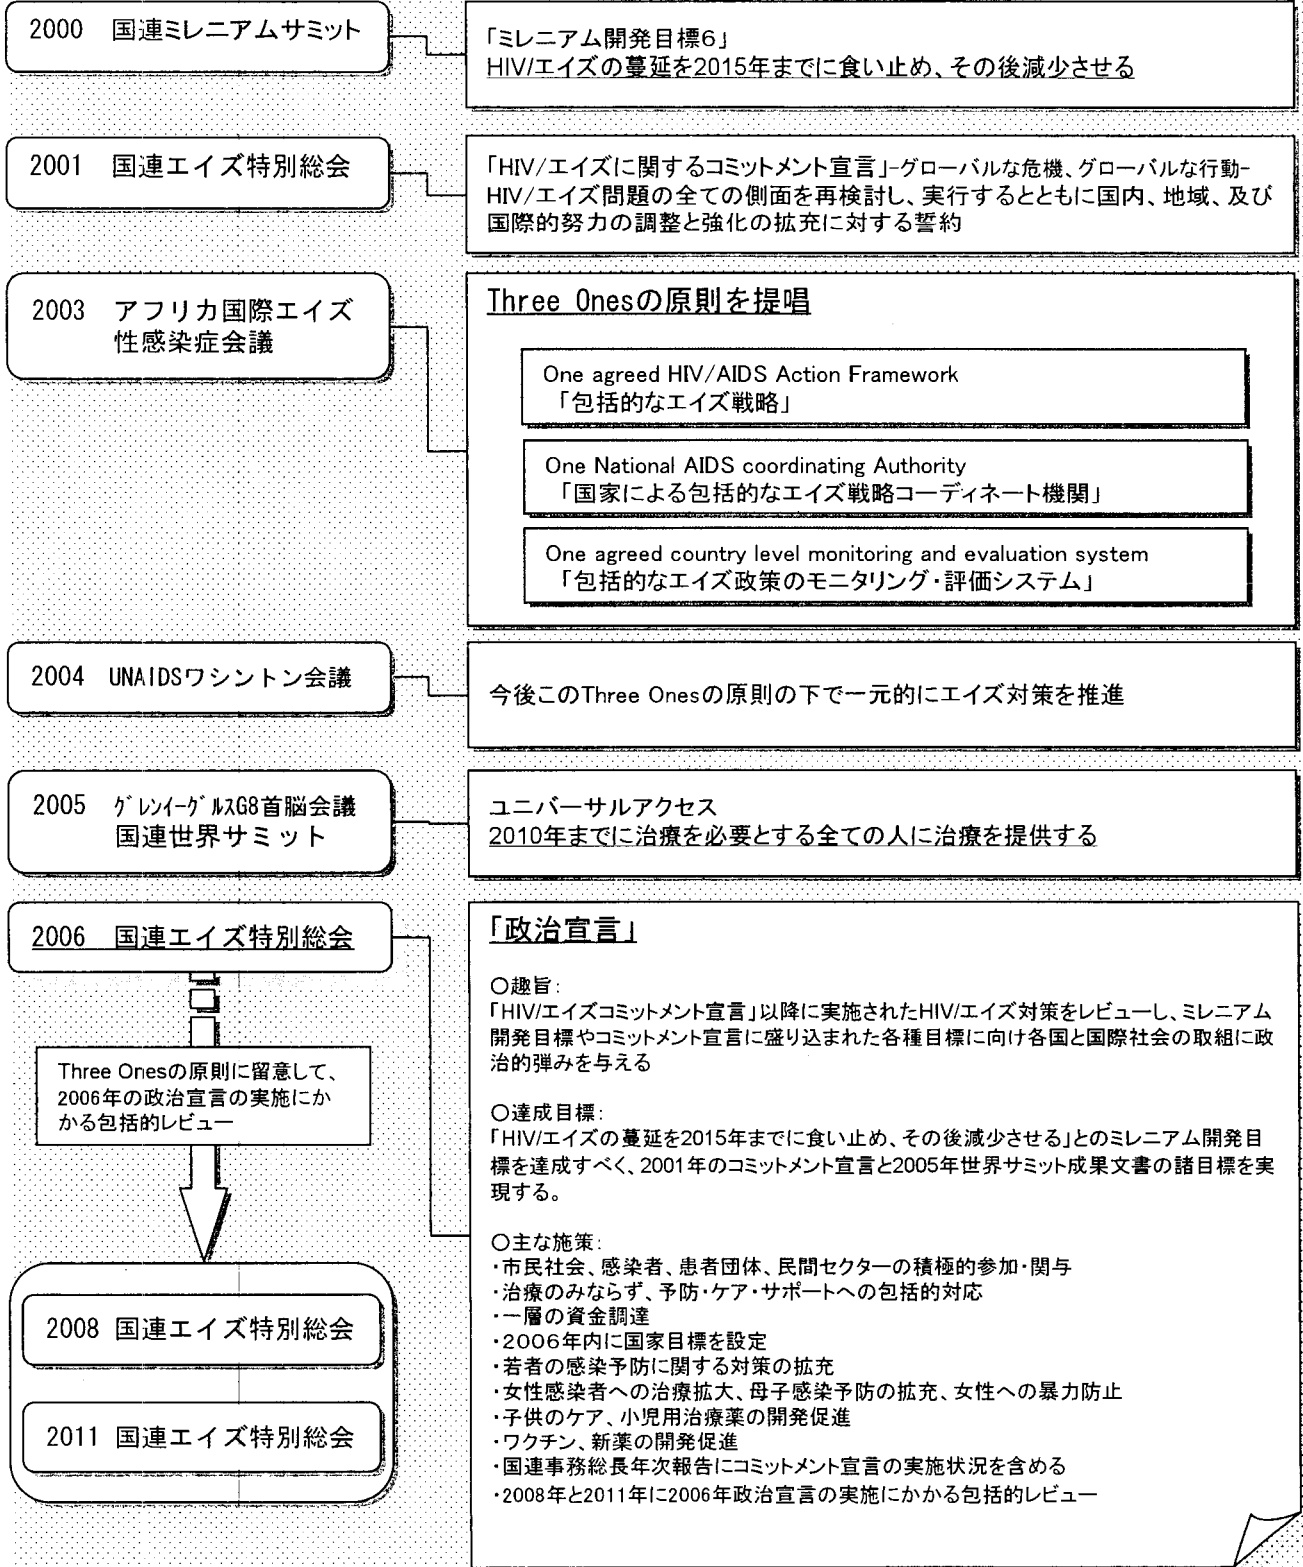 2000 国連ミレニアムサミット
「ミレニアム開発目標6」
HIV/エイズの蔓延を2015年までに食い止め、その後減少させる
2001 国連エイズ特別総会
「HIV/エイズに関するコミットメント宣言」-グローバルな危機、グローバルな行動-
HIV/エイズ問題の全ての側面を再検討し、実行するとともに国内、地域、及び
国際的努力の調整と強化の拡充に対する誓約
2003 アフリカ国際エイズ
性感染症会議
Three Onesの原則を提唱
One agreed HIV/AIDS Action Framework
「包括的なエイズ戦略」
One National AIDS coordinating Authority
「国家による包括的なエイズ戦略コーディネート機関」
One agreed country level monitoring and evaluation system
「包括的なエイズ政策のモニタリング・評価システム」
2004 UNAIDSワシントン会議
今後このThree Onesの原則の下で一元的にエイズ対策を推進
2005 グレンイーグルスG8首脳会議
国連世界サミット
ユニバーサルアクセス
2010年までに治療を必要とする全ての人に治療を提供する
2006 国連エイズ特別総会
Three Onesの原則に留意して、
2006年の政治宣言の実施にか
かる包括的レビュー
2008 国連エイズ特別総会
2011 国連エイズ特別総会
「政治宣言」
○趣旨:
「HIV/エイズコミットメント宣言」以降に実施されたHIV/エイズ対策をレビューし、ミレニアム
開発目標やコミットメント宣言に盛り込まれた各種目標に向け各国と国際社会の取組に政
治的弾みを与える
○達成目標:
「HIV/エイズの蔓延を2015年までに食い止め、その後減少させる」とのミレニアム開発目
標を達成すべく、2001年のコミットメント宣言と2005年世界サミット成果文書の諸目標を実
現する。
○主な施策:
・市民社会、感染者、患者団体、民間セクターの積極的参加・関与
・治療のみならず、予防・ケア・サポートへの包括的対応
・一層の資金調達
・2006年内に国家目標を設定
・若者の感染予防に関する対策の拡充
・女性感染者への治療拡大、母子感染予防の拡充、女性への暴力防止
・子供のケア、小児用治療薬の開発促進
・ワクチン、新薬の開発促進
・国連事務総長年次報告にコミットメント宣言の実施状況を含める
・2008年と2011年に2006年政治宣言の実施にかかる包括的レビュー